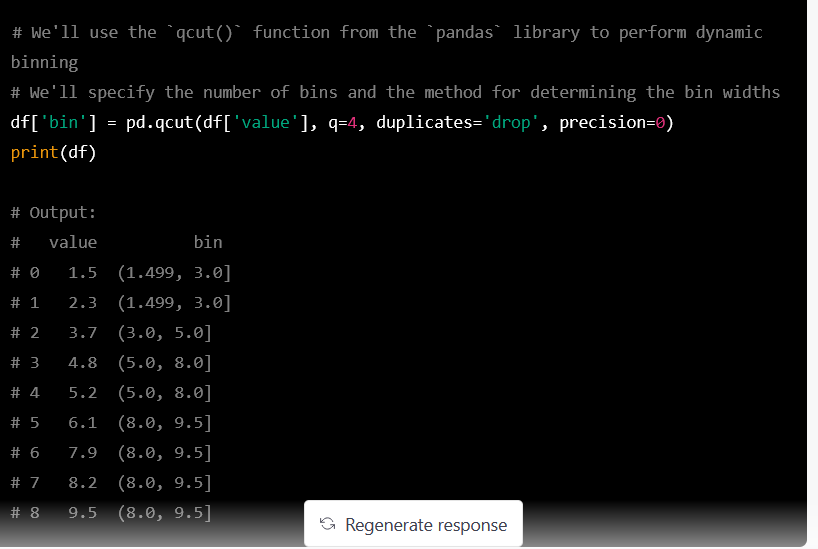 # We'll use the `qcut()` function from the `pandas` library to perform dynamic
binning
# We'll specify the number of bins and the method for determining the bin widths
df['bin'] = pd.qcut(df['value'], q=4, duplicates='drop', precision=0)
print(df)
# Output:
#   value          bin
# 0   1.5  (1.499, 3.0]
# 1   2.3  (1.499, 3.0]
# 2   3.7  (3.0, 5.0]
# 3   4.8  (5.0, 8.0]
# 4   5.2  (5.0, 8.0]
# 5   6.1  (8.0, 9.5]
# 6   7.9  (8.0, 9.5]
# 7   8.2  (8.0, 9.5]
# 8   9.5  (8.0, 9.5]
Regenerate response